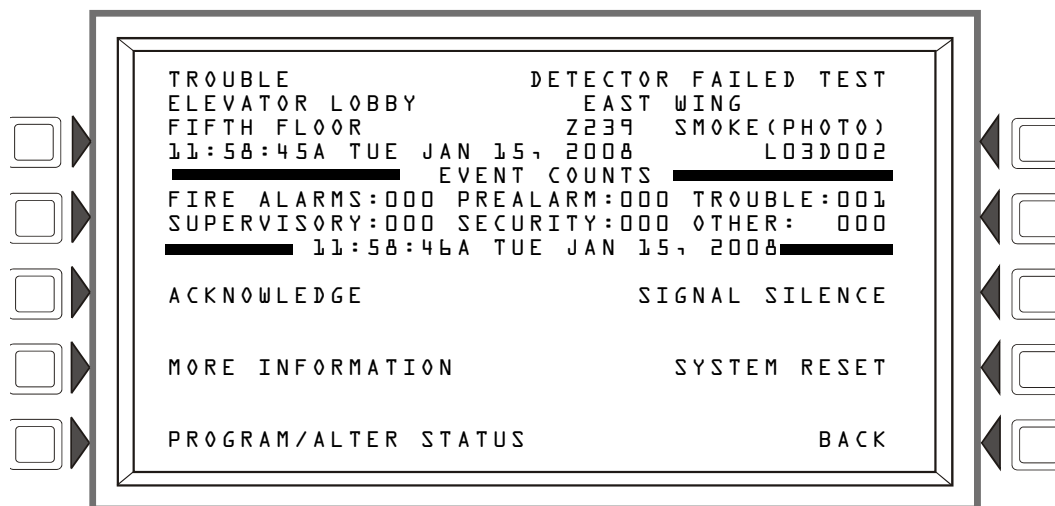 TROUBLE DETECTOR FAILED TEST
ELEVATOR LOBBY EAST WING
FIFTH FLOOR Z239 SMOKE(PHOTO)
11:58:45A TUE JAN 15, 2008 L03D002
EVENT COUNTS
FIRE ALARMS:000 PREALARM:000 TROUBLE:001
SUPERVISORY:000 SECURITY:000 OTHER: 000
11:58:46A TUE JAN 15, 2008
ACKNOWLEDGE SIGNAL SILENCE
MORE INFORMATION SYSTEM RESET
PROGRAM/ALTER STATUS BACK